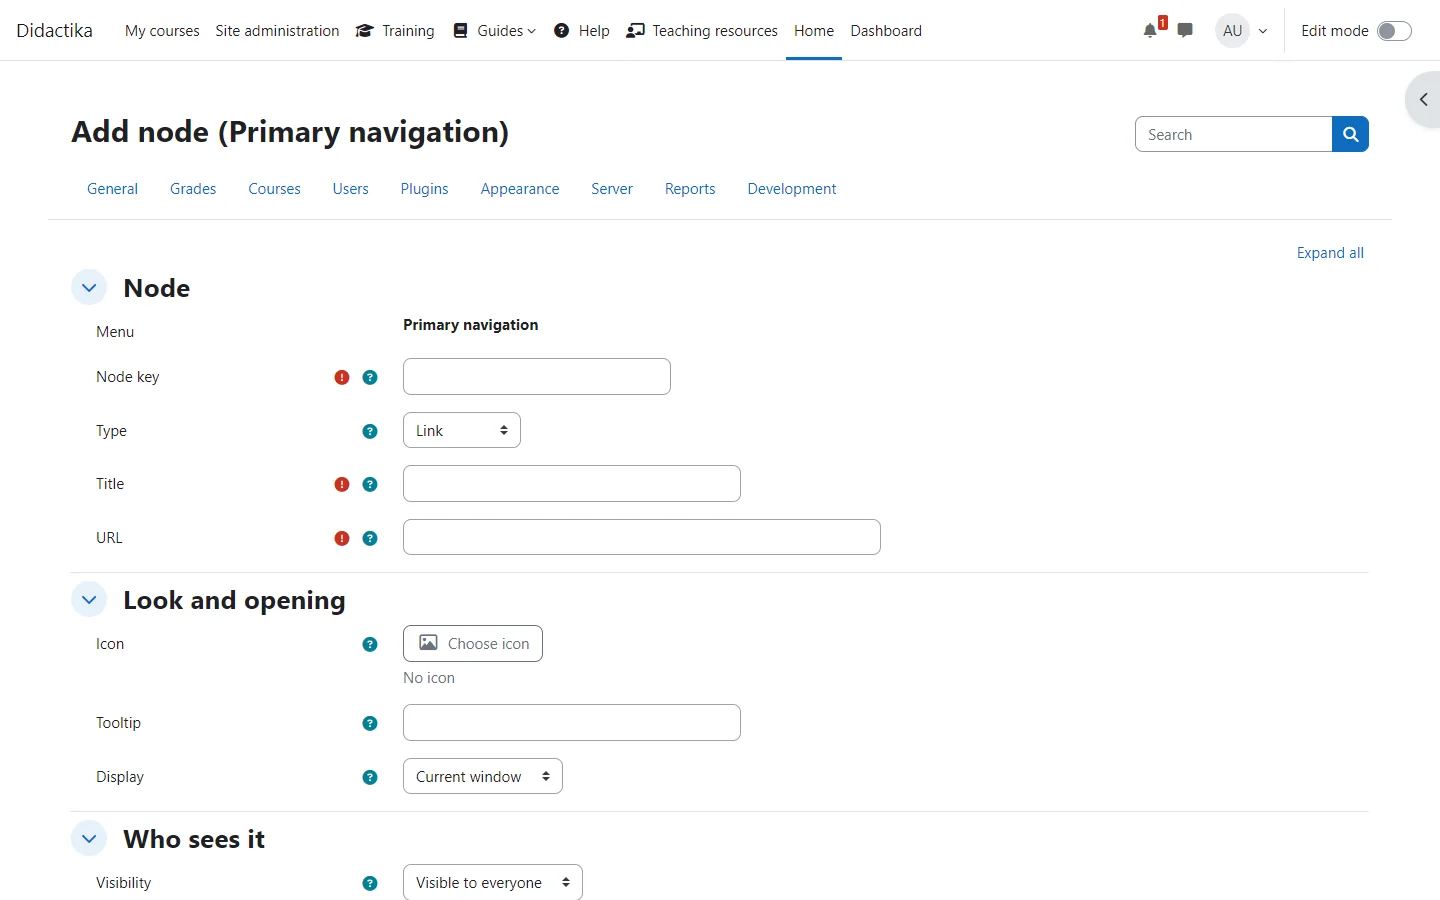 Didactika My courses Site administration Training Guides Help Teaching resources Home Dashboard 1 AU Edit mode
Add node (Primary navigation)
Search
General Grades Courses Users Plugins Appearance Server Reports Development
Expand all
Node
Menu Primary navigation
Node key ! ?
Type ? Link
Title ! ?
URL ! ?
Look and opening
Icon ? Choose icon
No icon
Tooltip ?
Display ? Current window
Who sees it
Visibility ? Visible to everyone